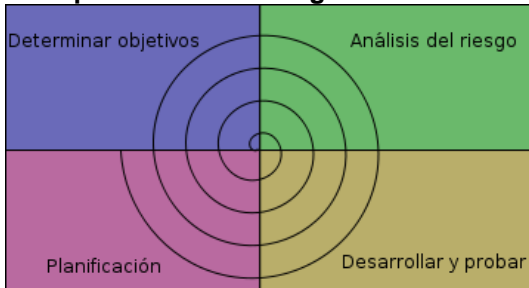 Determinar objetivos
Análisis del riesgo
Planificación
Desarrollar y probar